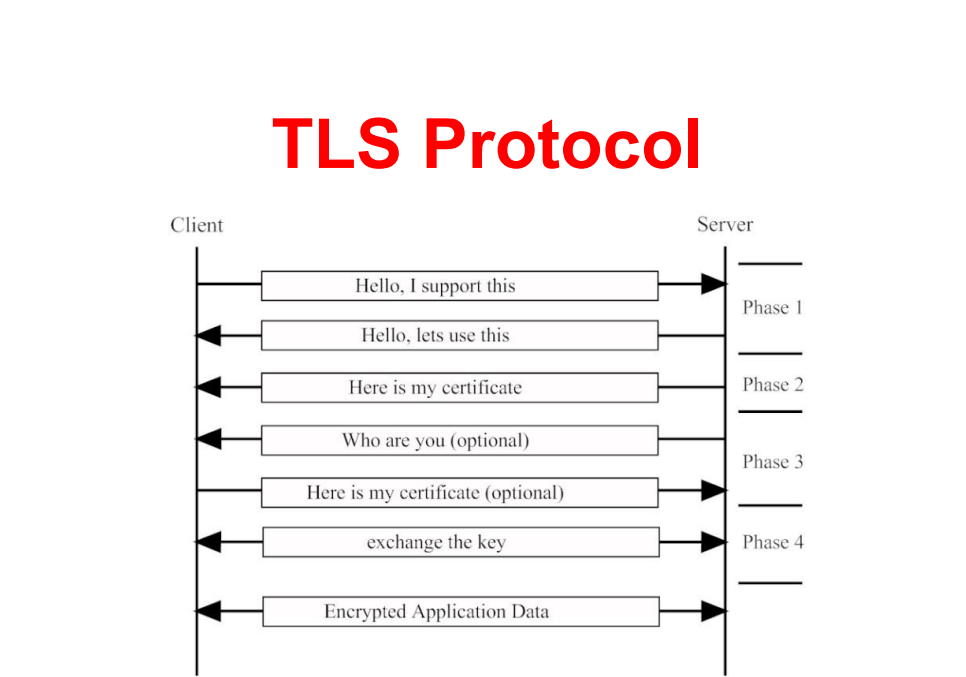 TLS Protocol
Client
Server
Hello, I support this
Phase 1
Hello, lets use this
Here is my certificate
Phase 2
Who are you (optional)
Phase 3
Here is my certificate (optional)
exchange the key
Phase 4
Encrypted Application Data